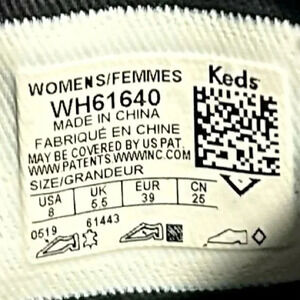 WOMENS/FEMMES
Keds
WH61640
MADE IN CHINA
FABRIQUÉ EN CHINE
MAY BE COVERED BY US PAT.
WWW.PATENTS.WWWINC.COM
SIZE/GRANDEUR
USA UK EUR CN
8 5.5 39 25
0519 61443